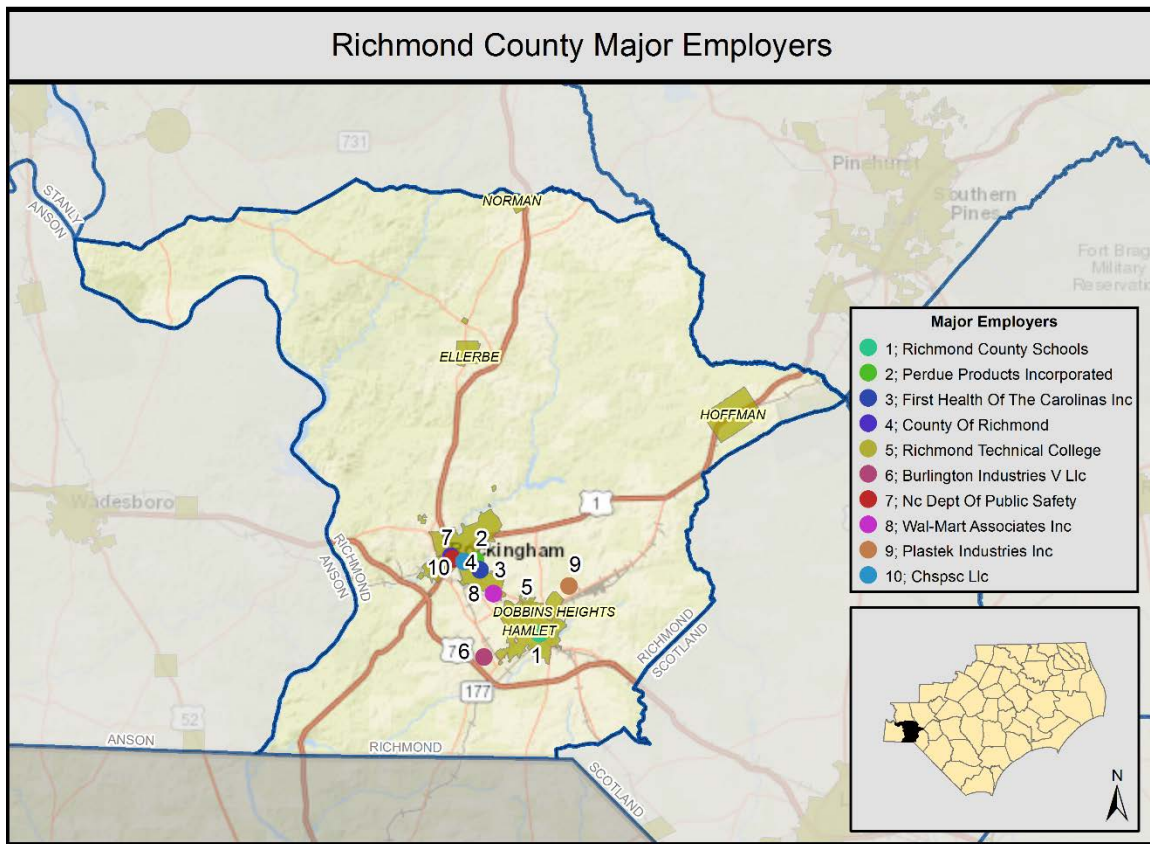 Richmond County Major Employers
731
Pinehurst
STANLY
ANSON
NORMAN
Southern
Pines
Fort Brag
Military
Reservatio
ELLERBE
HOFFMAN
Major Employers
1; Richmond County Schools
2; Perdue Products Incorporated
3; First Health Of The Carolinas Inc
4; County Of Richmond
5; Richmond Technical College
6; Burlington Industries V Llc
7; Nc Dept Of Public Safety
8; Wal-Mart Associates Inc
9; Plastek Industries Inc
10; Chspsc Llc
Wadesboro
1
RICHMOND
ANSON
7
2
Rockingham
10
4
3
9
8
5
DOBBINS HEIGHTS
HAMLET
6
7
1
177
RICHMOND
SCOTLAND
52
ANSON
RICHMOND
SCOTLAND
N